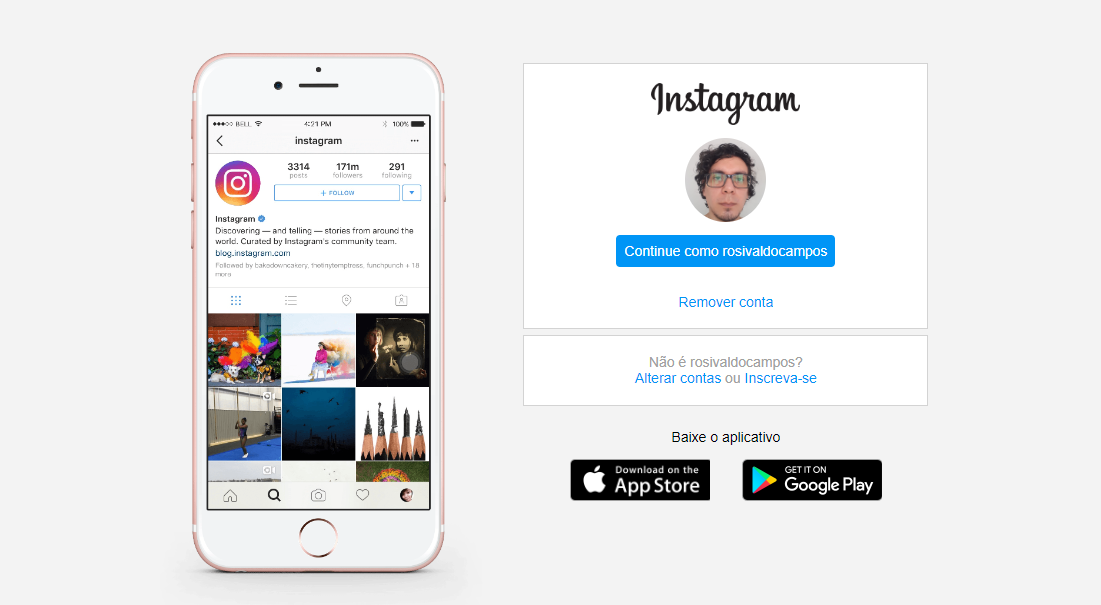 BELL
4:21 PM
100%
instagram
3314
171m
291
posts
followers
following
+ FOLLOW
Instagram
Discovering — and telling — stories from around the
world. Curated by Instagram's community team.
blog.instagram.com
Followed by bakedowncakery, thetinytemptress, funchpunch + 18
more
Instagram
Continue como rosivaldocampos
Remover conta
Não é rosivaldocampos?
Alterar contas ou Inscreva-se
Baixe o aplicativo
Download on the
App Store
GET IT ON
Google Play